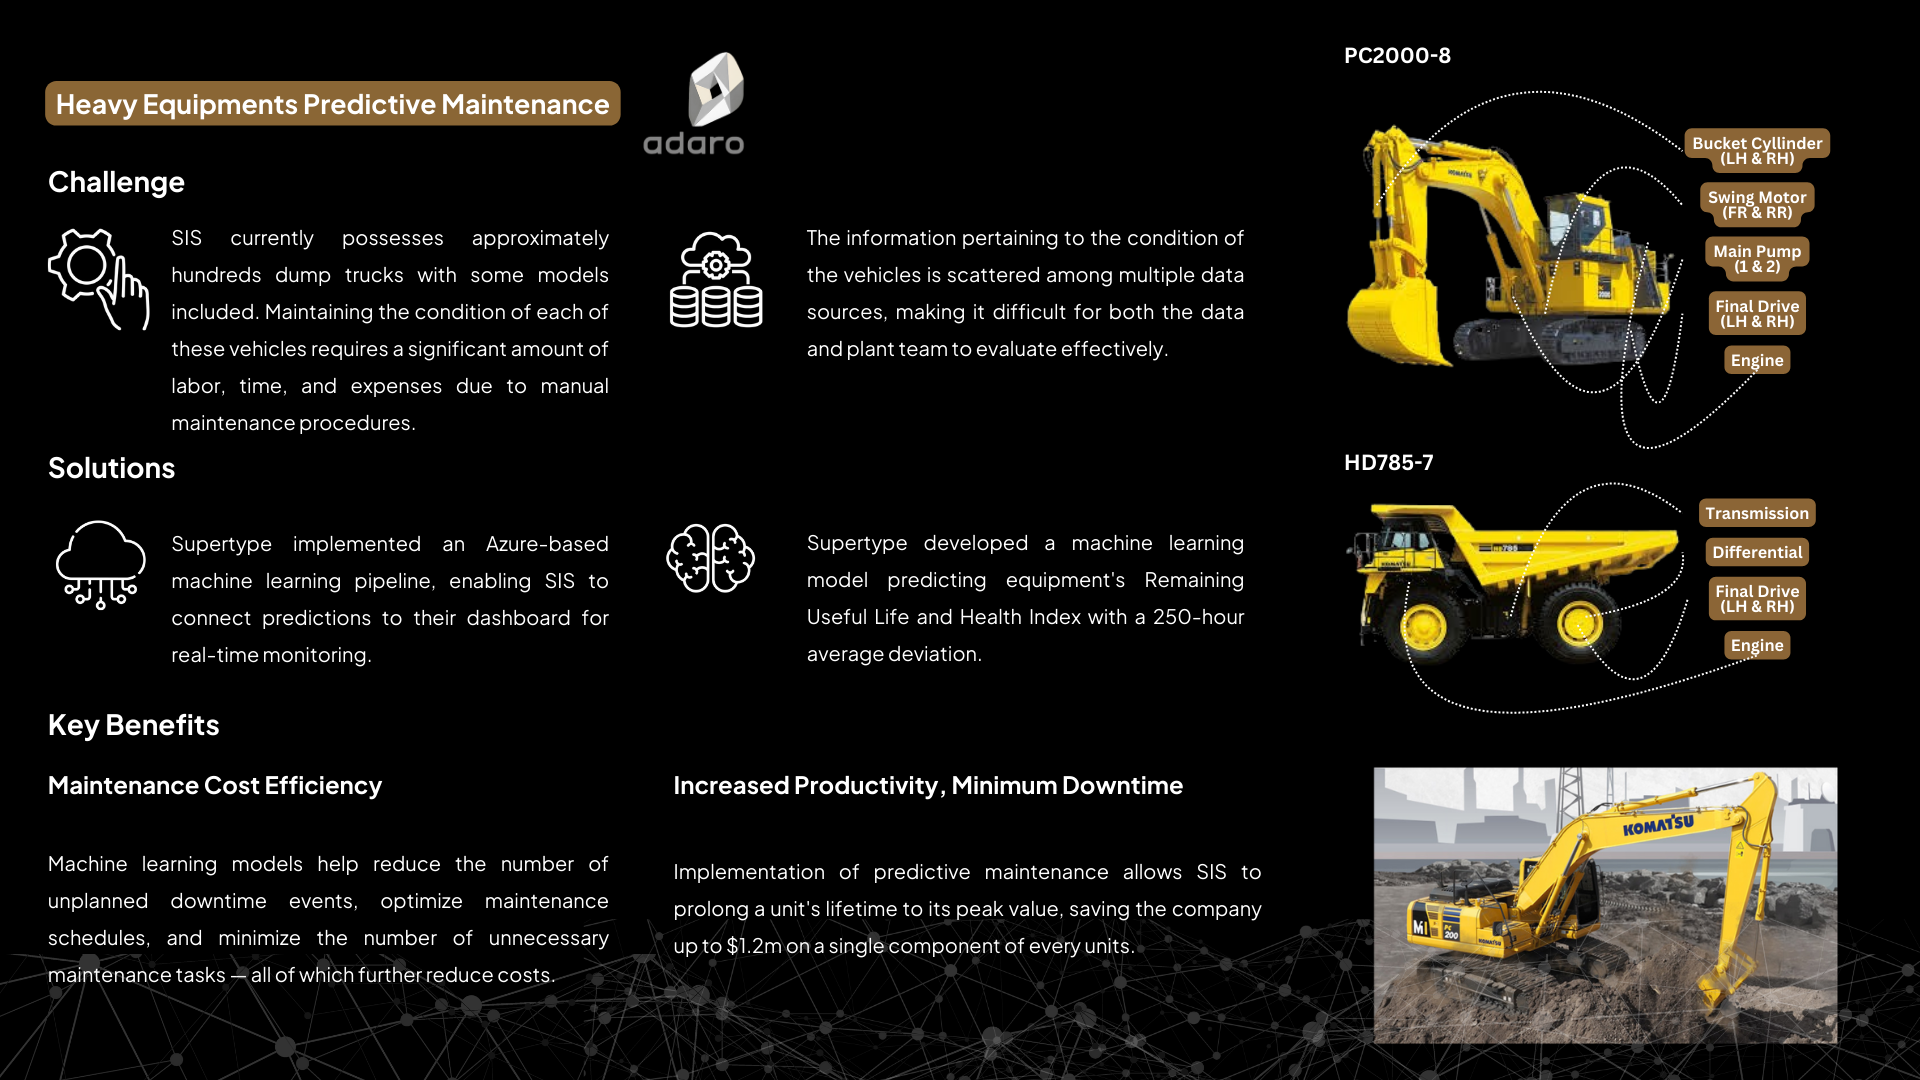 Heavy Equipments Predictive Maintenance
adaro
Challenge
SIS currently possesses approximately
hundreds dump trucks with some models
included. Maintaining the condition of each of
these vehicles requires a significant amount of
labor, time, and expenses due to manual
maintenance procedures.
The information pertaining to the condition of
the vehicles is scattered among multiple data
sources, making it difficult for both the data
and plant team to evaluate effectively.
Solutions
Supertype implemented an Azure-based
machine learning pipeline, enabling SIS to
connect predictions to their dashboard for
real-time monitoring.
Supertype developed a machine learning
model predicting equipment's Remaining
Useful Life and Health Index with a 250-hour
average deviation.
Key Benefits
Maintenance Cost Efficiency
Machine learning models help reduce the number of
unplanned downtime events, optimize maintenance
schedules, and minimize the number of unnecessary
maintenance tasks — all of which further reduce costs.
Increased Productivity, Minimum Downtime
Implementation of predictive maintenance allows SIS to
prolong a unit's lifetime to its peak value, saving the company
up to $1.2m on a single component of every units.
PC2000-8
KOMATSU
2000
Bucket Cyllinder
(LH & RH)
Swing Motor
(FR & RR)
Main Pump
(1 & 2)
Final Drive
(LH & RH)
Engine
HD785-7
HD785
KOMATSU
Transmission
Differential
Final Drive
(LH & RH)
Engine
KOMATSU
PC
200
KOMATSU